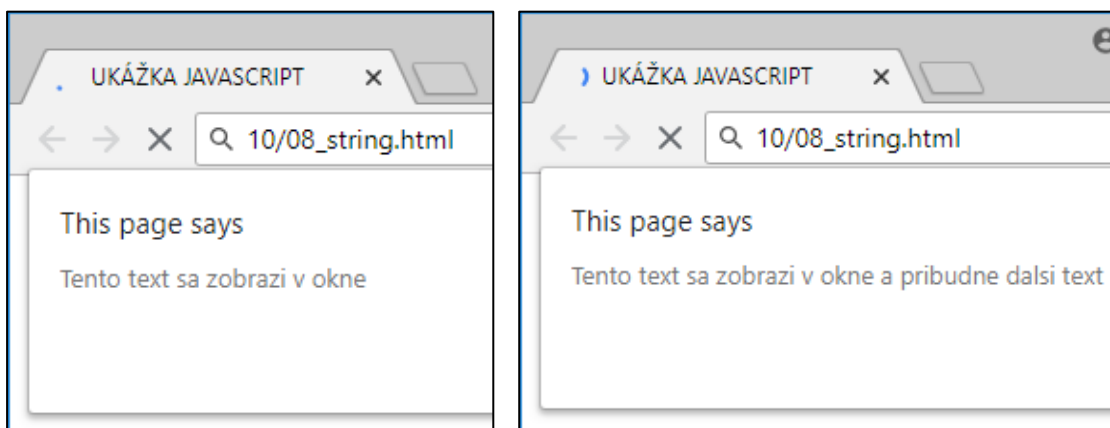 UKÁŽKA JAVASCRIPT
10/08_string.html
This page says
Tento text sa zobrazi v okne
UKÁŽKA JAVASCRIPT
10/08_string.html
This page says
Tento text sa zobrazi v okne a pribudne dalsi text